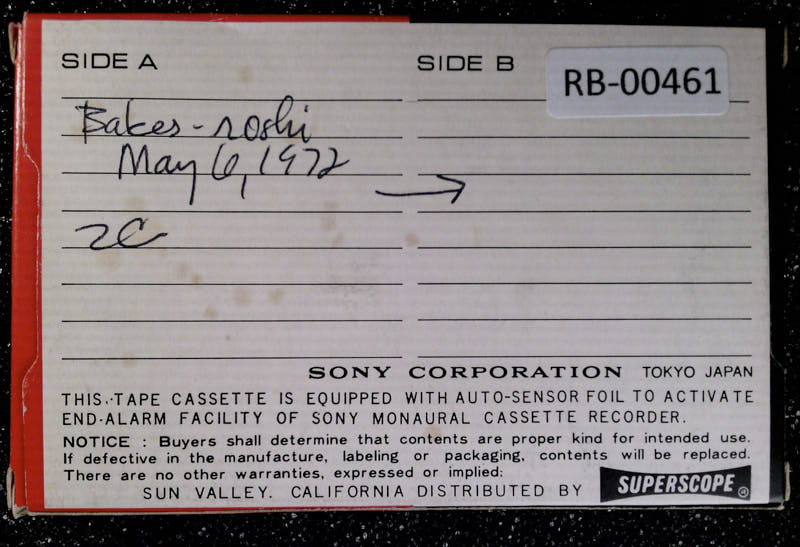 SIDE A
SIDE B
RB-00461
Baker-roshi
May 6, 1972
→
ZC
SONY CORPORATION TOKYO JAPAN
THIS TAPE CASSETTE IS EQUIPPED WITH AUTO-SENSOR FOIL TO ACTIVATE
END-ALARM FACILITY OF SONY MONAURAL CASSETTE RECORDER.
NOTICE : Buyers shall determine that contents are proper kind for intended use.
If defective in the manufacture, labeling or packaging, contents will be replaced.
There are no other warranties, expressed or implied:
SUN VALLEY. CALIFORNIA DISTRIBUTED BY SUPERSCOPE®